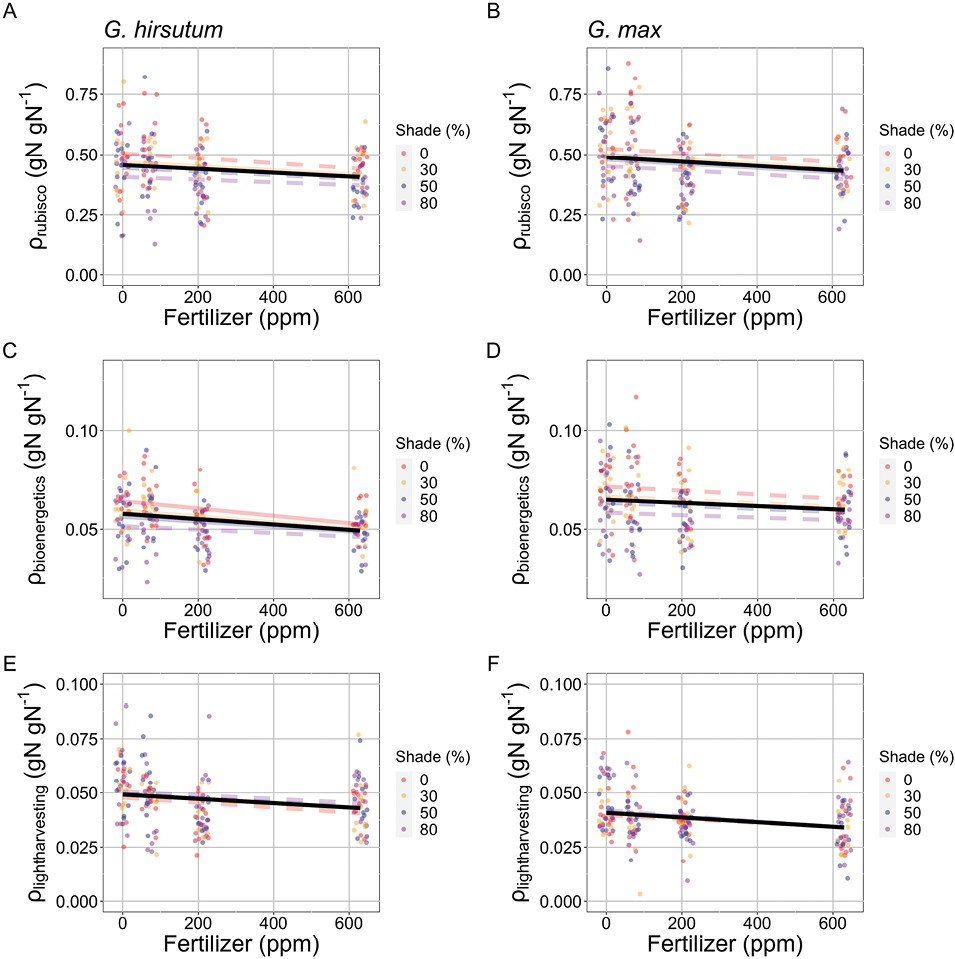 A
G. hirsutum
B
G. max
ρrubisco (gN gN⁻¹)
0.75
0.50
0.25
0.00
0 200 400 600
Fertilizer (ppm)
Shade (%)
0
30
50
80
ρrubisco (gN gN⁻¹)
0.75
0.50
0.25
0.00
0 200 400 600
Fertilizer (ppm)
Shade (%)
0
30
50
80
C
ρbioenergetics (gN gN⁻¹)
0.10
0.05
0 200 400 600
Fertilizer (ppm)
Shade (%)
0
30
50
80
D
ρbioenergetics (gN gN⁻¹)
0.10
0.05
0 200 400 600
Fertilizer (ppm)
Shade (%)
0
30
50
80
E
ρlightharvesting (gN gN⁻¹)
0.100
0.075
0.050
0.025
0.000
0 200 400 600
Fertilizer (ppm)
Shade (%)
0
30
50
80
F
ρlightharvesting (gN gN⁻¹)
0.100
0.075
0.050
0.025
0.000
0 200 400 600
Fertilizer (ppm)
Shade (%)
0
30
50
80